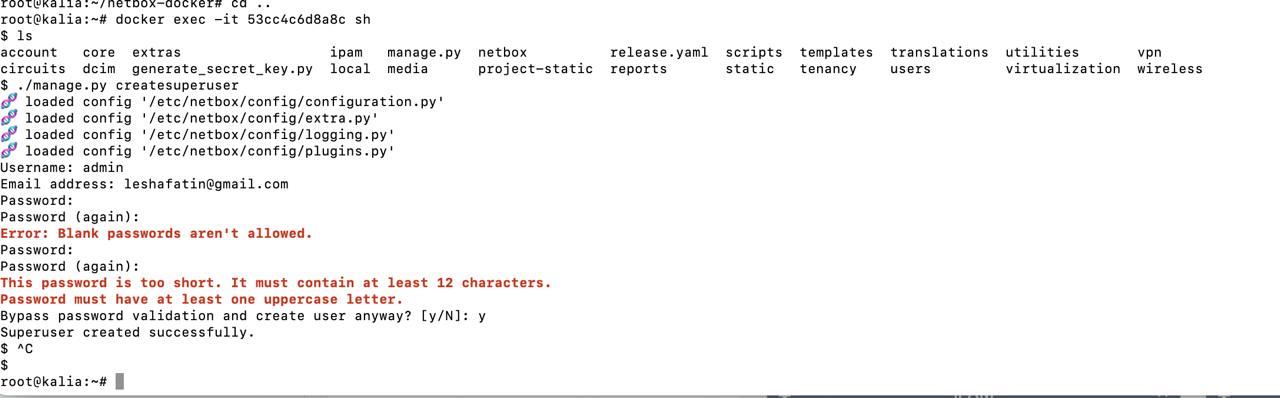 root@kalia:~/netbox-docker# cd ..
root@kalia:~# docker exec -it 53cc4c6d8a8c sh
$ ls
account core extras ipam manage.py netbox release.yaml scripts templates translations utilities vpn
circuits dcim generate_secret_key.py local media project-static reports static tenancy users virtualization wireless
$ ./manage.py createsuperuser
🧬 loaded config '/etc/netbox/config/configuration.py'
🧬 loaded config '/etc/netbox/config/extra.py'
🧬 loaded config '/etc/netbox/config/logging.py'
🧬 loaded config '/etc/netbox/config/plugins.py'
Username: admin
Email address: leshafatin@gmail.com
Password:
Password (again):
Error: Blank passwords aren't allowed.
Password:
Password (again):
This password is too short. It must contain at least 12 characters.
Password must have at least one uppercase letter.
Bypass password validation and create user anyway? [y/N]: y
Superuser created successfully.
$ ^C
$
root@kalia:~#